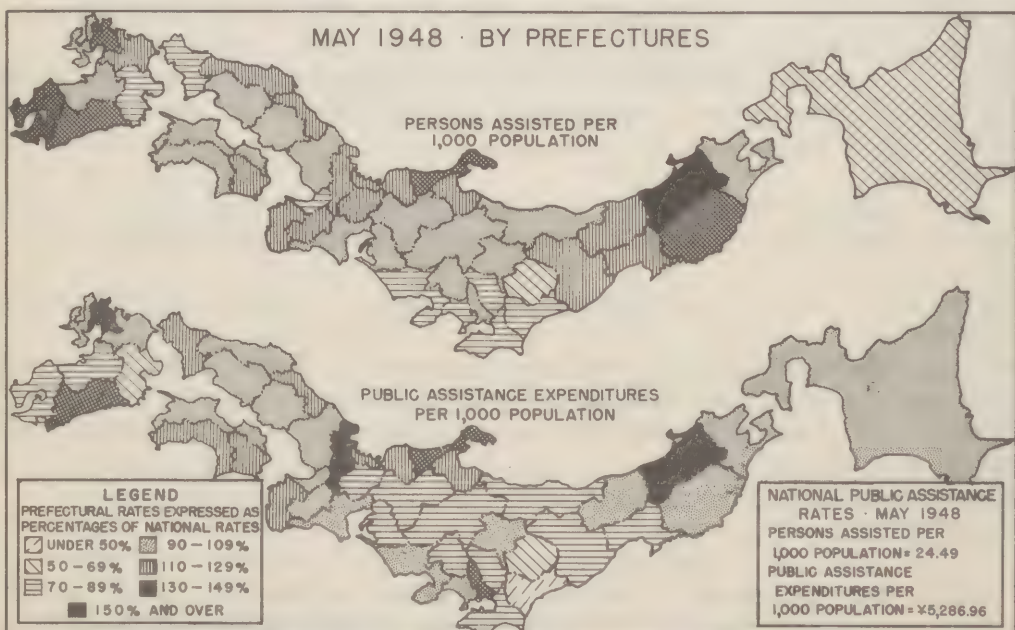 MAY 1948 · BY PREFECTURES
PERSONS ASSISTED PER
1,000 POPULATION
PUBLIC ASSISTANCE EXPENDITURES
PER 1,000 POPULATION
LEGEND
PREFECTURAL RATES EXPRESSED AS
PERCENTAGES OF NATIONAL RATES
UNDER 50% 90-109%
50-69% 110-129%
70-89% 130-149%
150% AND OVER
NATIONAL PUBLIC ASSISTANCE
RATES · MAY 1948
PERSONS ASSISTED PER
1,000 POPULATION = 24.49
PUBLIC ASSISTANCE
EXPENDITURES PER
1,000 POPULATION = ¥5,286.96